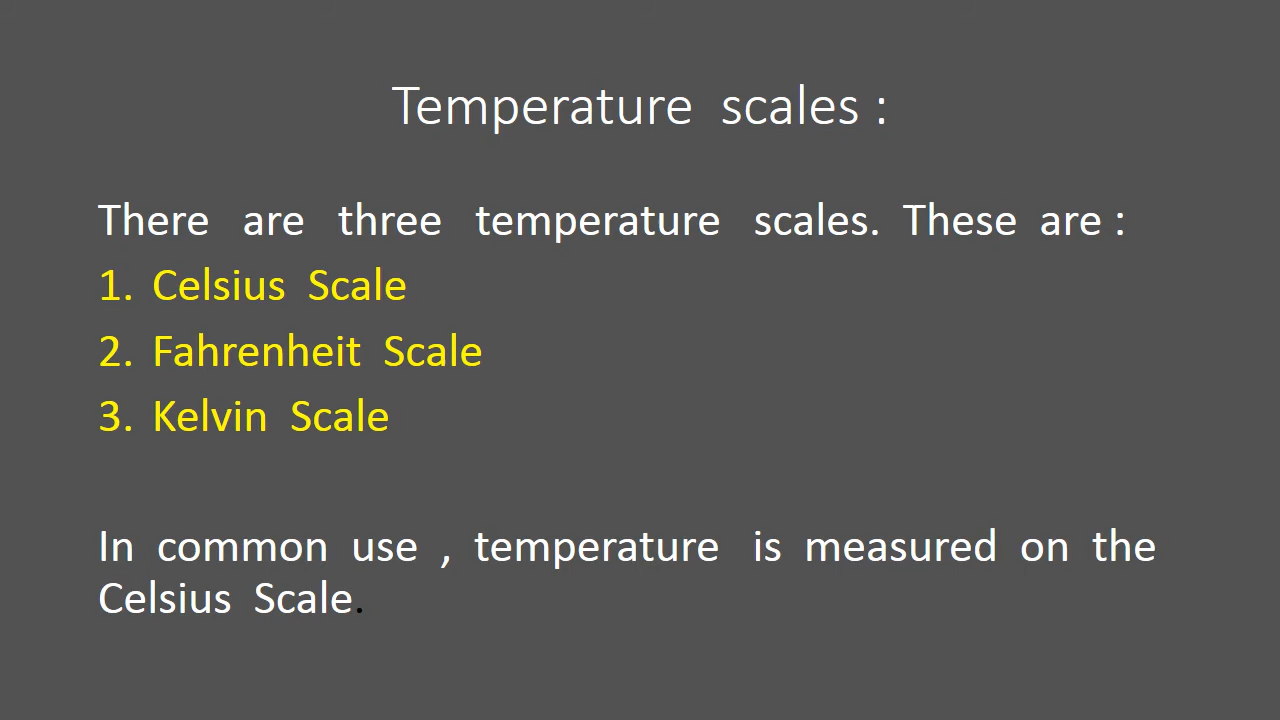 Temperature scales :
There are three temperature scales. These are :
1. Celsius Scale
2. Fahrenheit Scale
3. Kelvin Scale
In common use , temperature is measured on the
Celsius Scale.